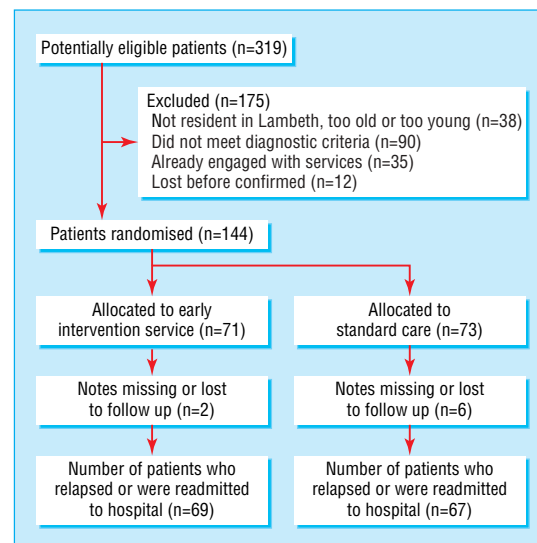 Potentially eligible patients (n=319)
Excluded (n=175)
Not resident in Lambeth, too old or too young (n=38)
Did not meet diagnostic criteria (n=90)
Already engaged with services (n=35)
Lost before confirmed (n=12)
Patients randomised (n=144)
Allocated to early
intervention service (n=71)
Allocated to
standard care (n=73)
Notes missing or lost
to follow up (n=2)
Notes missing or lost
to follow up (n=6)
Number of patients who
relapsed or were readmitted
to hospital (n=69)
Number of patients who
relapsed or were readmitted
to hospital (n=67)